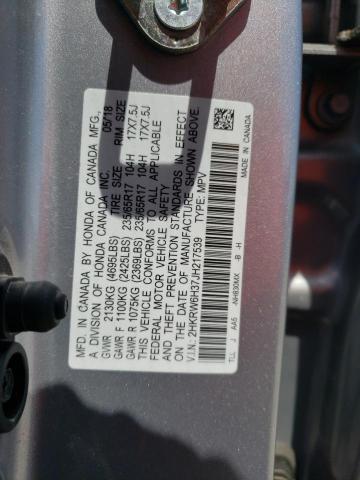 MFD. IN CANADA BY HONDA OF CANADA MFG.,
A DIVISION OF HONDA CANADA INC. 05/18
TIRE SIZE RIM SIZE
GVWR 2130KG (4695LBS)
GAWR F 1100KG (2425LBS) 235/65R17 104H 17X7.5J
GAWR R 1075KG (2369LBS) 235/65R17 104H 17X7.5J
THIS VEHICLE CONFORMS TO ALL APPLICABLE
FEDERAL MOTOR VEHICLE SAFETY
AND THEFT PREVENTION STANDARDS IN EFFECT
ON THE DATE OF MANUFACTURE SHOWN ABOVE.
V.I.N.: 2HKRW6H37JH217539 TYPE: MPV
TLL J AA5 -NH830MX -B -H